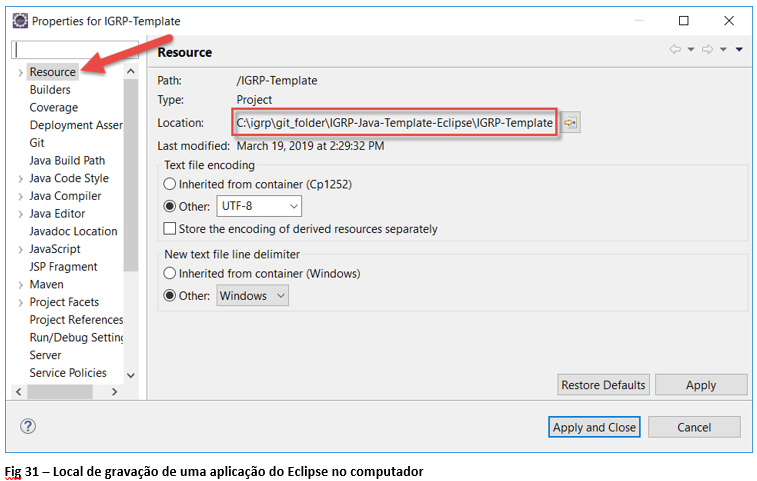 Properties for IGRP-Template
Resource
Builders
Coverage
Deployment Asser
Git
Java Build Path
Java Code Style
Java Compiler
Java Editor
Javadoc Location
JavaScript
JSP Fragment
Maven
Project Facets
Project References
Run/Debug Setting
Server
Service Policies
Resource
Path: /IGRP-Template
Type: Project
Location: C:\igrp\git_folder\IGRP-Java-Template-Eclipse\IGRP-Template
Last modified: March 19, 2019 at 2:29:32 PM
Text file encoding
Inherited from container (Cp1252)
Other: UTF-8
Store the encoding of derived resources separately
New text file line delimiter
Inherited from container (Windows)
Other: Windows
Restore Defaults Apply
Apply and Close Cancel
Fig 31 – Local de gravação de uma aplicação do Eclipse no computador